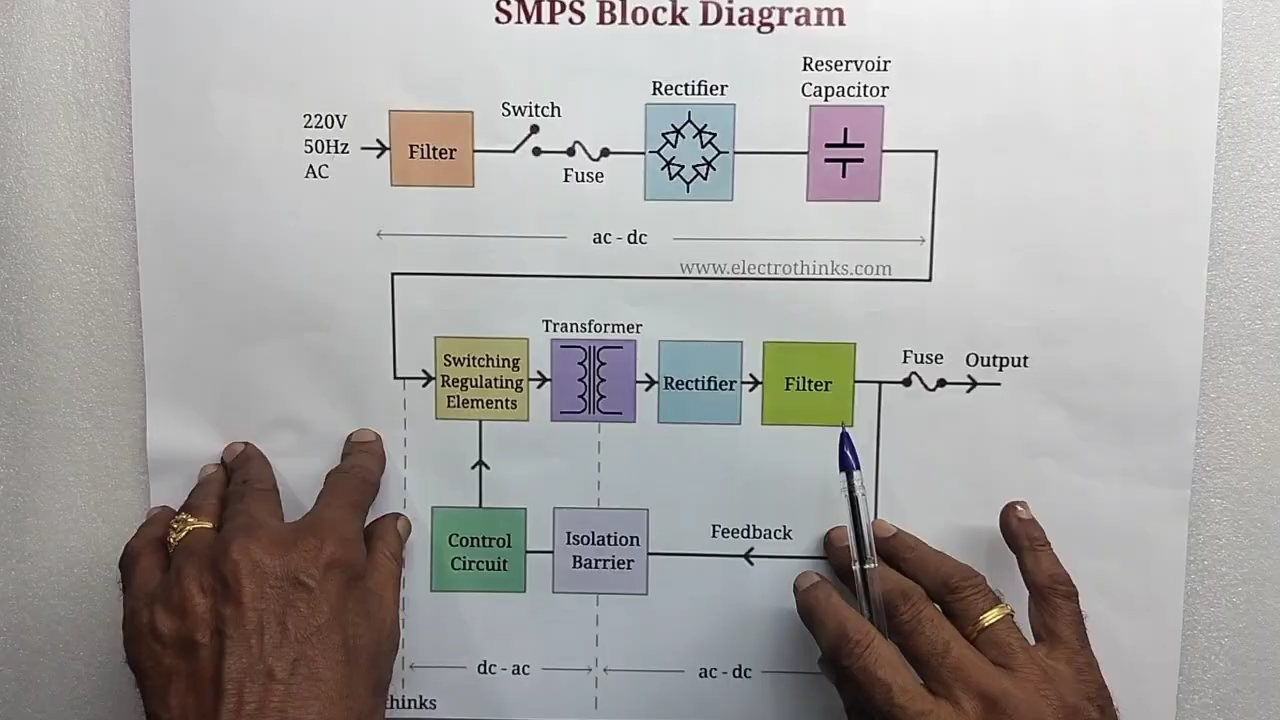 SMPS Block Diagram
220V
50Hz
AC
Filter
Switch
Fuse
Rectifier
Reservoir
Capacitor
ac - dc
www.electrothinks.com
Switching
Regulating
Elements
Transformer
Rectifier
Filter
Fuse
Output
Control
Circuit
Isolation
Barrier
Feedback
dc - ac
ac - dc
thinks